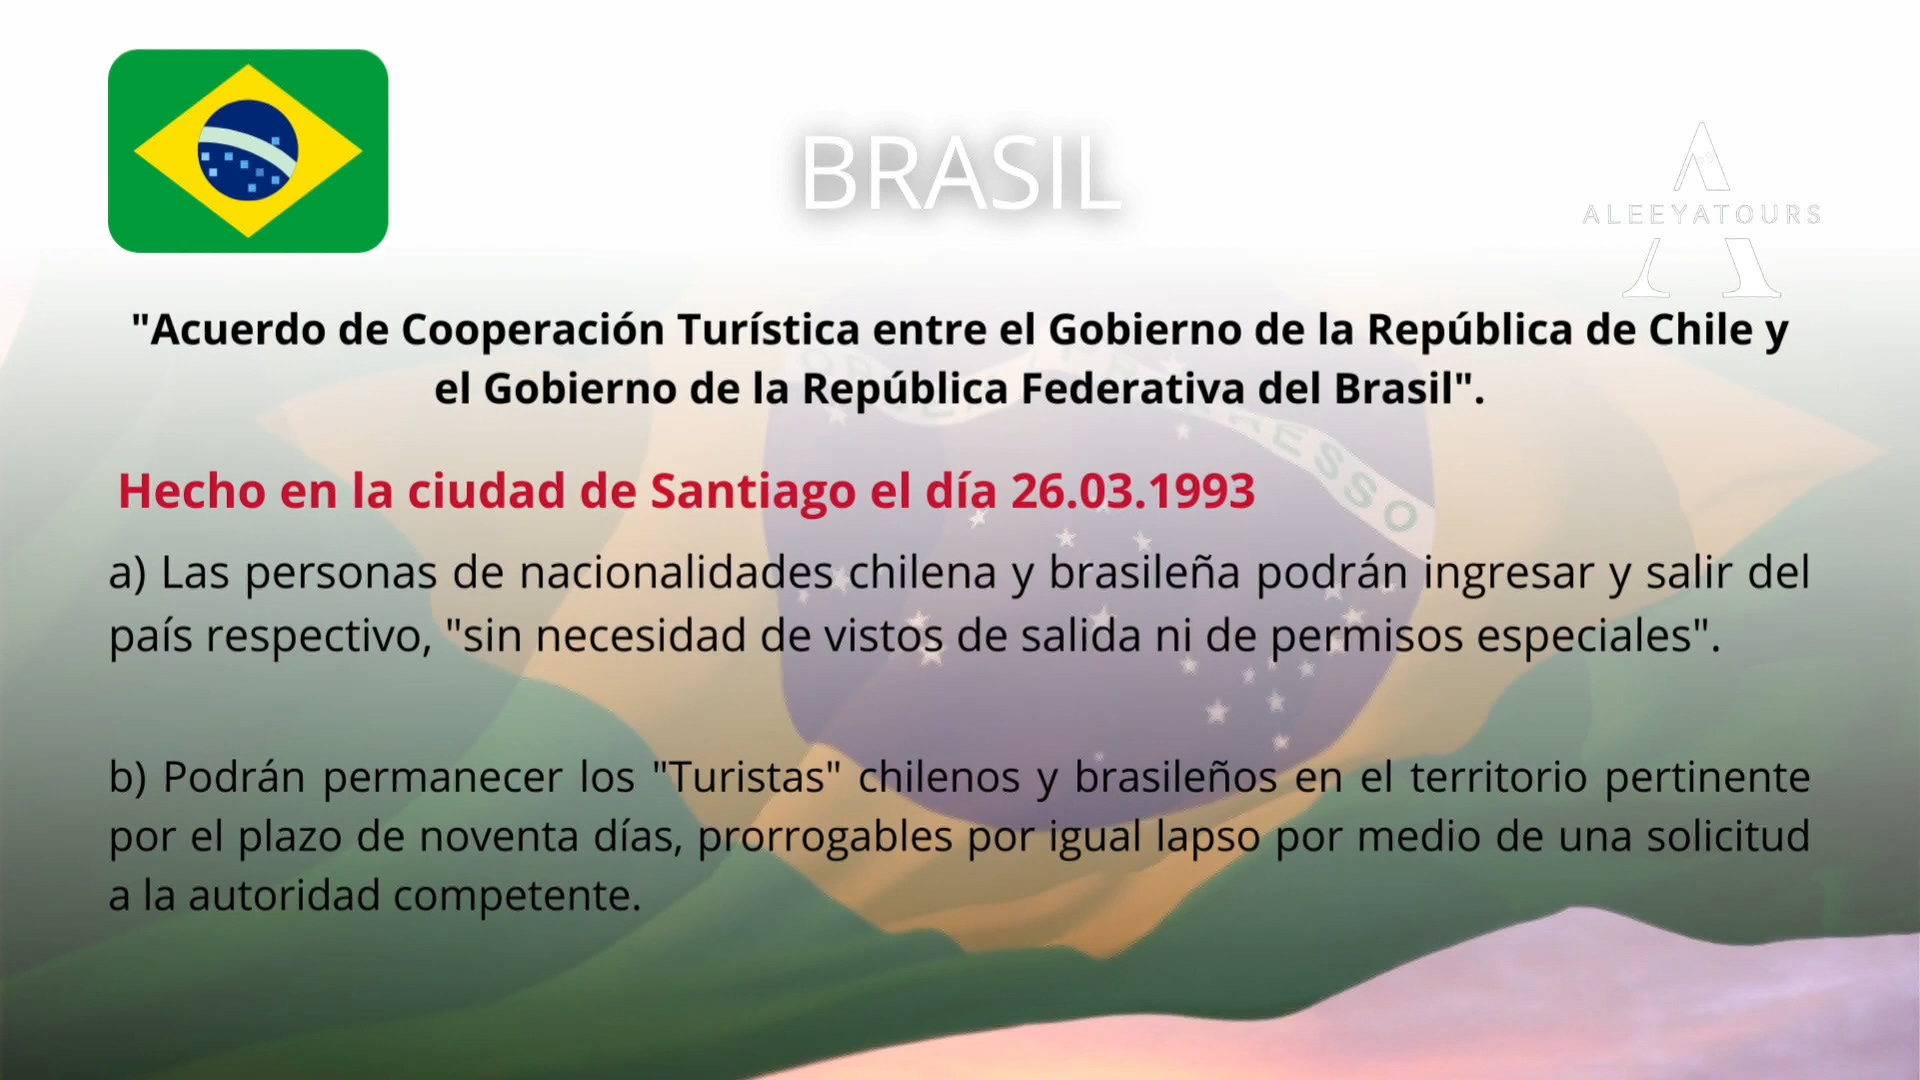 BRASIL
ALEEYATOURS
"Acuerdo de Cooperación Turística entre el Gobierno de la República de Chile y
el Gobierno de la República Federativa del Brasil".
Hecho en la ciudad de Santiago el día 26.03.1993
a) Las personas de nacionalidades chilena y brasileña podrán ingresar y salir del
país respectivo, "sin necesidad de vistos de salida ni de permisos especiales".
b) Podrán permanecer los "Turistas" chilenos y brasileños en el territorio pertinente
por el plazo de noventa días, prorrogables por igual lapso por medio de una solicitud
a la autoridad competente.